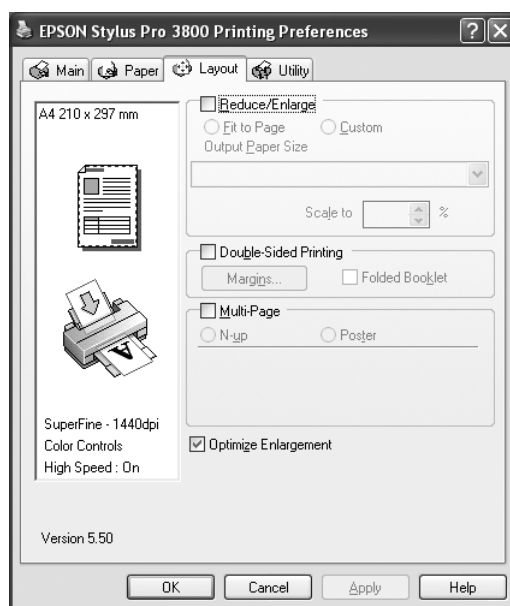 EPSON Stylus Pro 3800 Printing Preferences
Main Paper Layout Utility
A4 210 x 297 mm
SuperFine - 1440dpi
Color Controls
High Speed : On
Version 5.50
Reduce/Enlarge
Fit to Page Custom
Output Paper Size
Scale to %
Double-Sided Printing
Margins... Folded Booklet
Multi-Page
N-up Poster
Optimize Enlargement
OK Cancel Apply Help